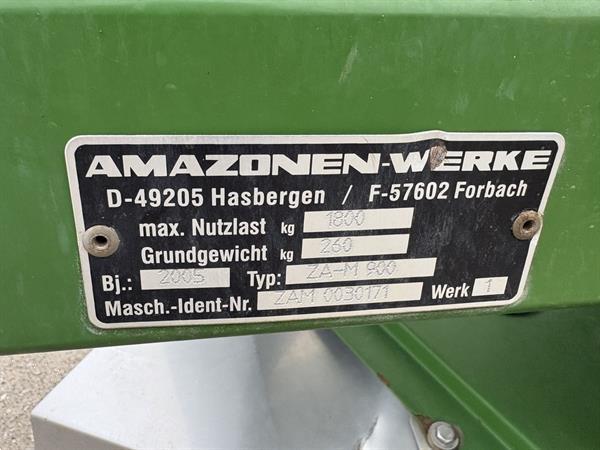 AMAZONEN-WERKE
D-49205 Hasbergen / F-57602 Forbach
max. Nutzlast kg 1800
Grundgewicht kg 260
Bj.: 2005 Typ: ZA-M 900
Masch.-Ident-Nr. ZAM 0030171 Werk 1